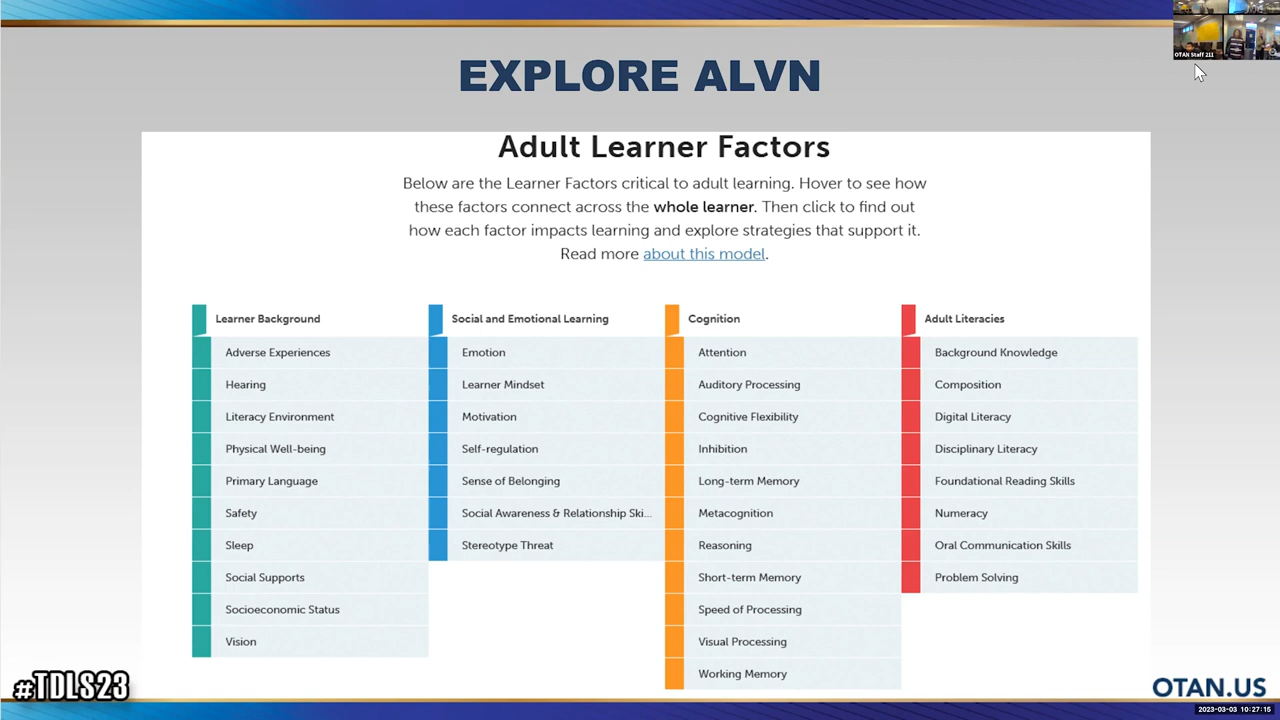 OTAN Staff 211
EXPLORE ALVN
Adult Learner Factors
Below are the Learner Factors critical to adult learning. Hover to see how
these factors connect across the whole learner. Then click to find out
how each factor impacts learning and explore strategies that support it.
Read more about this model.
Learner Background
Adverse Experiences
Hearing
Literacy Environment
Physical Well-being
Primary Language
Safety
Sleep
Social Supports
Socioeconomic Status
Vision
Social and Emotional Learning
Emotion
Learner Mindset
Motivation
Self-regulation
Sense of Belonging
Social Awareness & Relationship Ski...
Stereotype Threat
Cognition
Attention
Auditory Processing
Cognitive Flexibility
Inhibition
Long-term Memory
Metacognition
Reasoning
Short-term Memory
Speed of Processing
Visual Processing
Working Memory
Adult Literacies
Background Knowledge
Composition
Digital Literacy
Disciplinary Literacy
Foundational Reading Skills
Numeracy
Oral Communication Skills
Problem Solving
#TDLS23
OTAN.US
2023-03-03 10:27:15